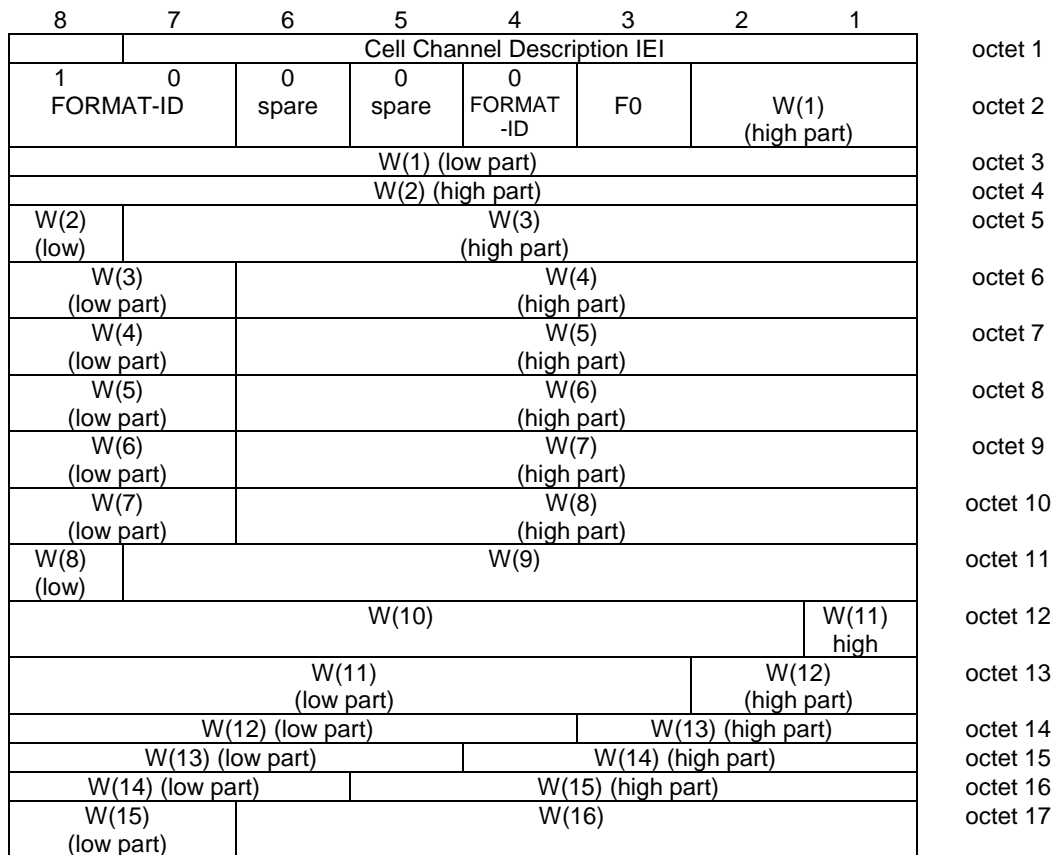 8 7 6 5 4 3 2 1
Cell Channel Description IEI octet 1
1 0 0 0 0
FORMAT-ID spare spare FORMAT F0 W(1) octet 2
-ID
(high part)
W(1) (low part) octet 3
W(2) (high part) octet 4
W(2) W(3) octet 5
(low) (high part)
W(3) W(4) octet 6
(low part) (high part)
W(4) W(5) octet 7
(low part) (high part)
W(5) W(6) octet 8
(low part) (high part)
W(6) W(7) octet 9
(low part) (high part)
W(7) W(8) octet 10
(low part) (high part)
W(8) W(9) octet 11
(low)
W(10) W(11) octet 12
high
W(11) W(12) octet 13
(low part) (high part)
W(12) (low part) W(13) (high part) octet 14
W(13) (low part) W(14) (high part) octet 15
W(14) (low part) W(15) (high part) octet 16
W(15) W(16) octet 17
(low part)